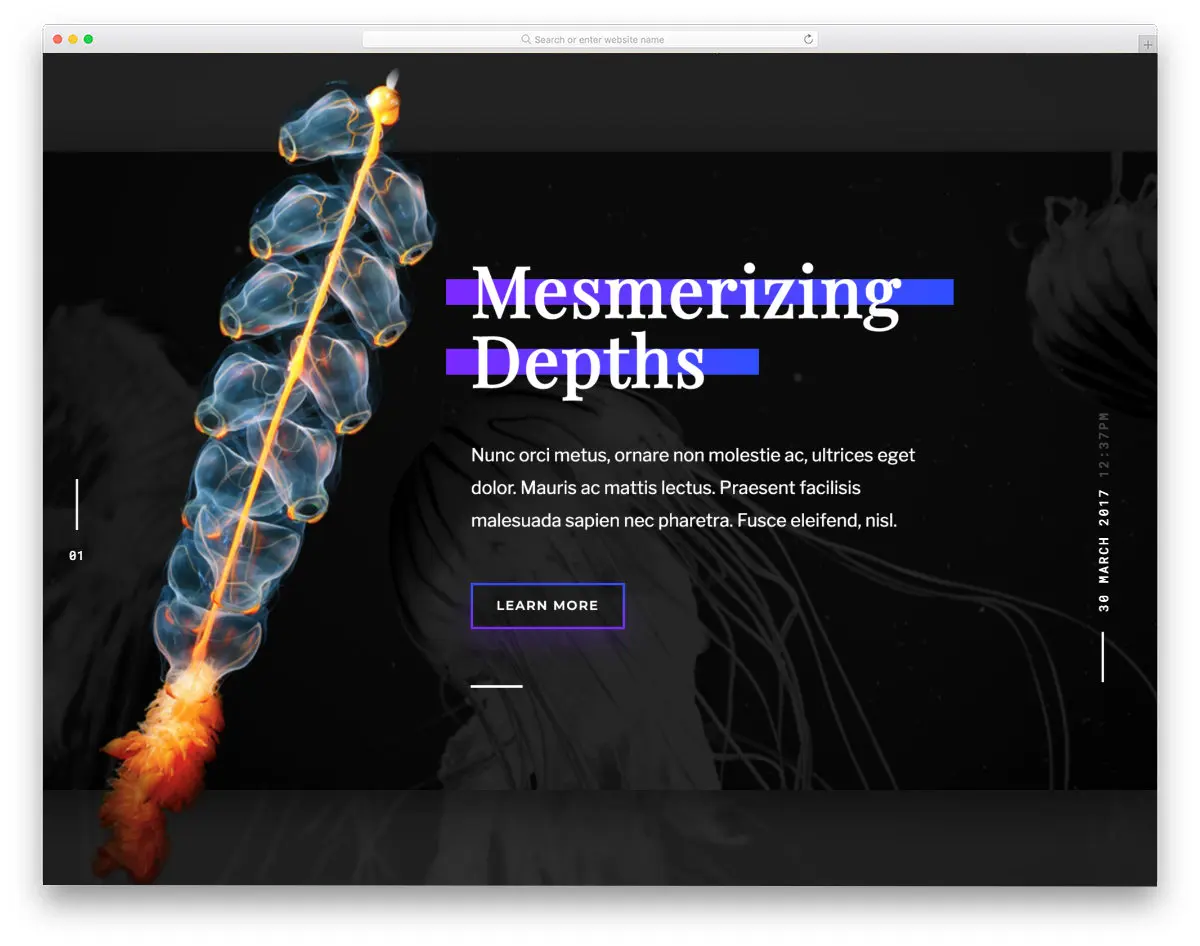 Search or enter website name
Mesmerizing
Depths
Nunc orci metus, ornare non molestie ac, ultrices eget
dolor. Mauris ac mattis lectus. Praesent facilisis
malesuada sapien nec pharetra. Fusce eleifend, nisl.
LEARN MORE
01
30 MARCH 2017 12:37PM